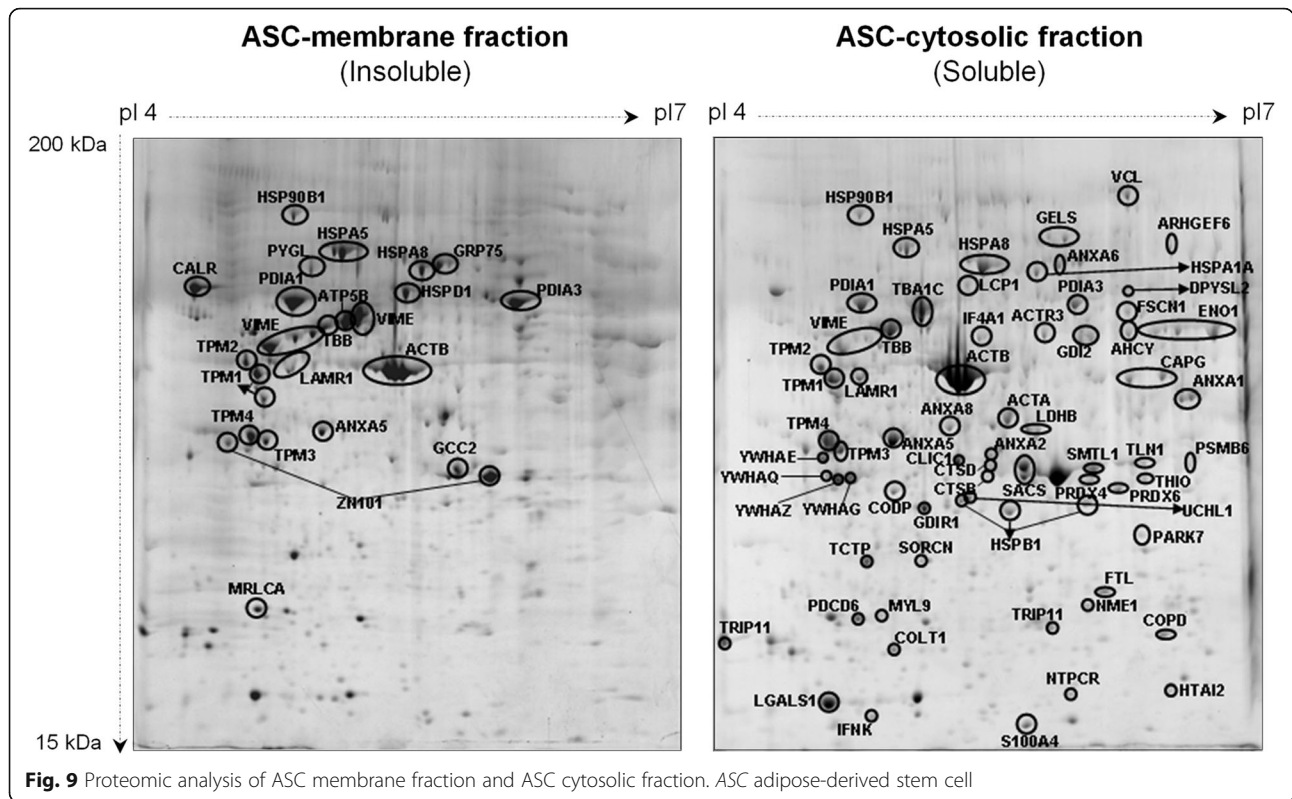 ASC-membrane fraction
(Insoluble)
ASC-cytosolic fraction
(Soluble)
pI 4
pI7
pI 4
pI7
200 kDa
15 kDa
HSP90B1
HSPA5
PYGL
HSPA8
GRP75
CALR
PDIA1
ATP5B
HSPD1
PDIA3
VIME
VIME
TBB
TPM2
ACTB
TPM1
LAMR1
TPM4
ANXA5
TPM3
GCC2
ZN101
MRLCA
VCL
HSP90B1
GELS
ARHGEF6
HSPA5
HSPA8
ANXA6
HSPA1A
LCP1
DPYSL2
PDIA1
TBA1C
PDIA3
FSCN1
ENO1
VIME
IF4A1
ACTR3
TBB
GDI2
AHCY
TPM2
ACTB
CAPG
TPM1
LAMR1
ANXA1
ACTA
ANXA8
LDHB
TPM4
ANXA5
ANXA2
TPM3
CLIC1
SMTL1
TLN1
PSMB6
YWHAE
CTSD
YWHAQ
THIO
CTSB
SACS
PRDX4
PRDX6
YWHAZ
YWHAG
CODP
UCHL1
GDIR1
HSPB1
PARK7
TCTP
SORCN
FTL
PDCD6
MYL9
NME1
TRIP11
COPD
TRIP11
COLT1
NTPCR
HTAI2
LGALS1
IFNK
S100A4
Fig. 9 Proteomic analysis of ASC membrane fraction and ASC cytosolic fraction. ASC adipose-derived stem cell